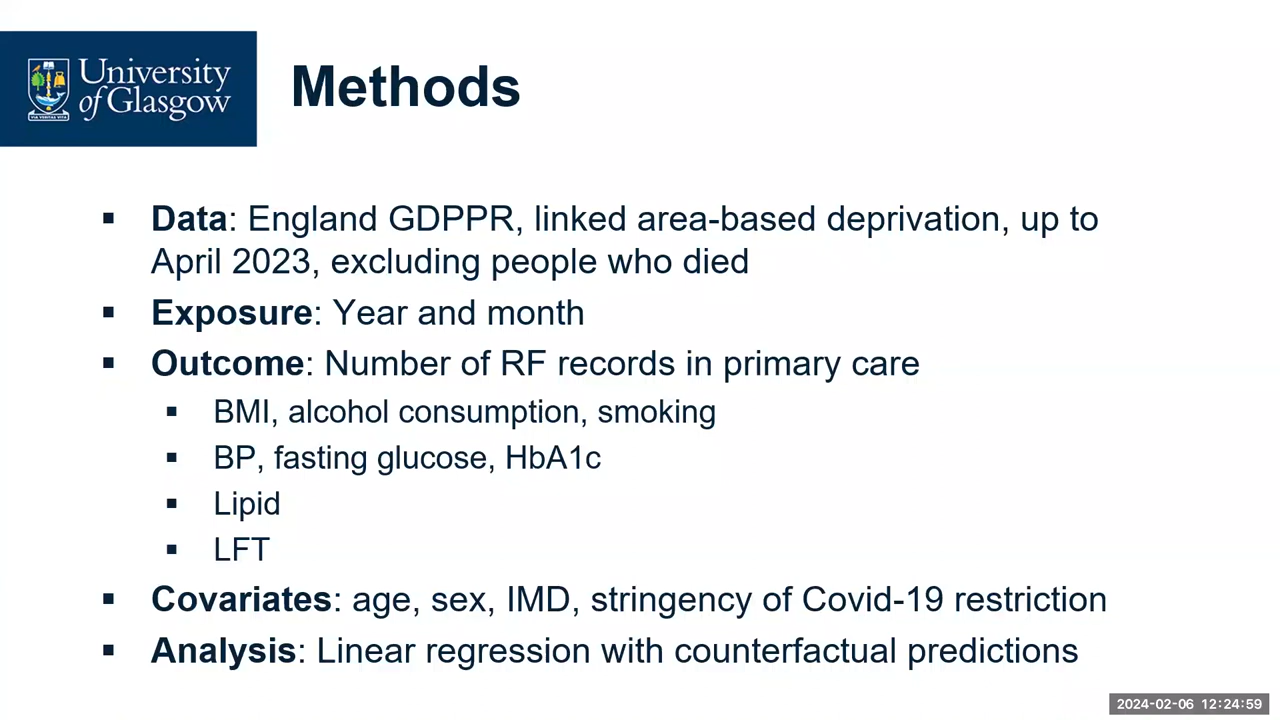 University
of Glasgow
VIA VERITAS VITA
Methods
▪ Data: England GDPPR, linked area-based deprivation, up to
April 2023, excluding people who died
▪ Exposure: Year and month
▪ Outcome: Number of RF records in primary care
▪ BMI, alcohol consumption, smoking
▪ BP, fasting glucose, HbA1c
▪ Lipid
▪ LFT
▪ Covariates: age, sex, IMD, stringency of Covid-19 restriction
▪ Analysis: Linear regression with counterfactual predictions
2024-02-06 12:24:59